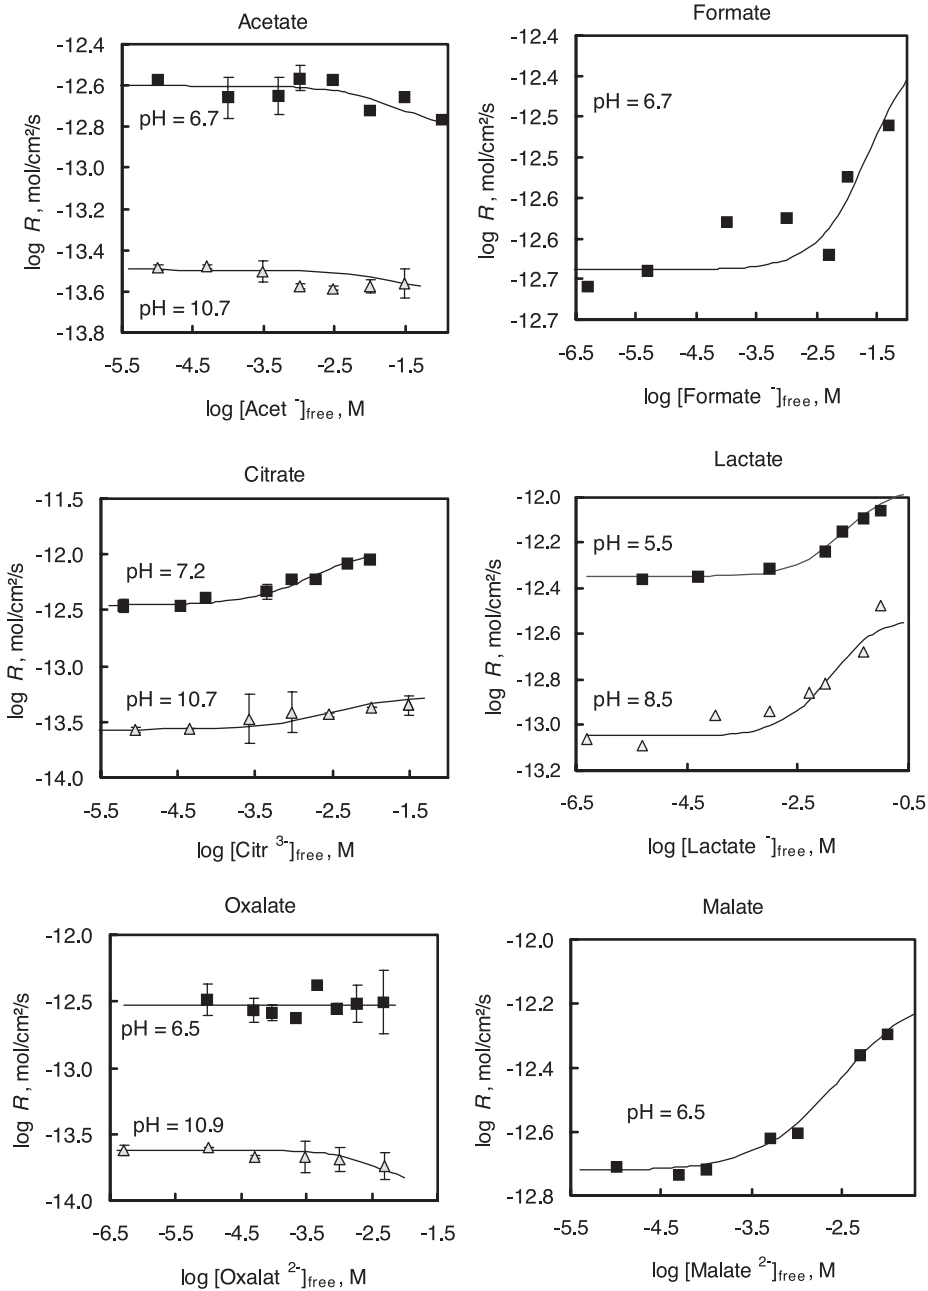 Acetate
-12.4
-12.6
-12.8
-13.0
-13.2
-13.4
-13.6
-13.8
log R, mol/cm²/s
pH = 6.7
pH = 10.7
-5.5 -4.5 -3.5 -2.5 -1.5
log [Acet ⁻]free, M
Formate
-12.4
-12.4
-12.5
-12.5
-12.6
-12.6
-12.7
-12.7
log R, mol/cm²/s
pH = 6.7
-6.5 -5.5 -4.5 -3.5 -2.5 -1.5
log [Formate ⁻]free, M
Citrate
-11.5
-12.0
-12.5
-13.0
-13.5
-14.0
log R, mol/cm²/s
pH = 7.2
pH = 10.7
-5.5 -4.5 -3.5 -2.5 -1.5
log [Citr ³⁻]free, M
Lactate
-12.0
-12.2
-12.4
-12.6
-12.8
-13.0
-13.2
log R, mol/cm²/s
pH = 5.5
pH = 8.5
-6.5 -4.5 -2.5 -0.5
log [Lactate ⁻]free, M
Oxalate
-12.0
-12.5
-13.0
-13.5
-14.0
log R, mol/cm²/s
pH = 6.5
pH = 10.9
-6.5 -5.5 -4.5 -3.5 -2.5 -1.5
log [Oxalat ²⁻]free, M
Malate
-12.0
-12.2
-12.4
-12.6
-12.8
log R, mol/cm²/s
pH = 6.5
-5.5 -4.5 -3.5 -2.5
log [Malate ²⁻]free, M